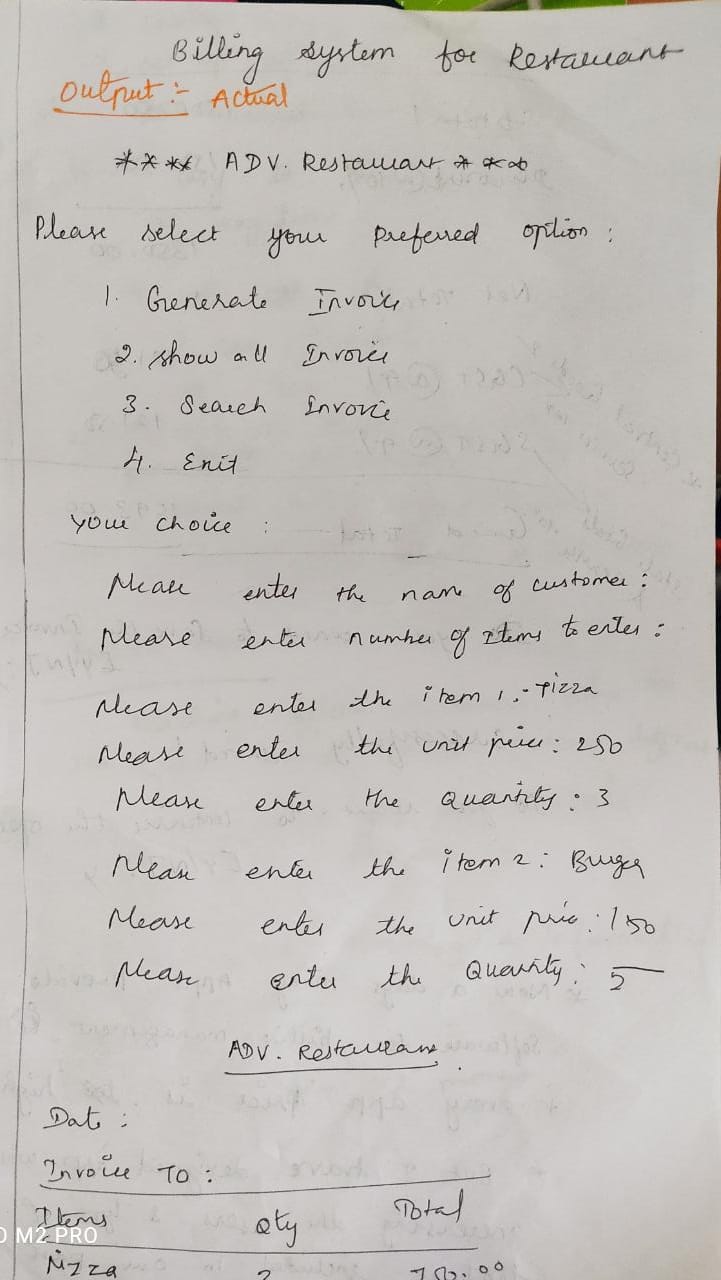 Billing System for Restaurant
Output :- Actual
**** ADV. Restaurant ****
Please select your preferred option :
1. Generate Invoice
2. Show all Invoice
3. Search Invoice
4. Exit
Your choice :
Please enter the name of customer :
Please enter number of Items to enter :
Please enter the item 1 :- Pizza
Please enter the unit price : 250
Please enter the Quantity : 3
Please enter the item 2 : Burger
Please enter the unit price : 150
Please enter the Quantity : 5
ADV. Restaurant.
Date :
Invoice To :
Items Qty Total
Pizza 3 750.00
M2 PRO